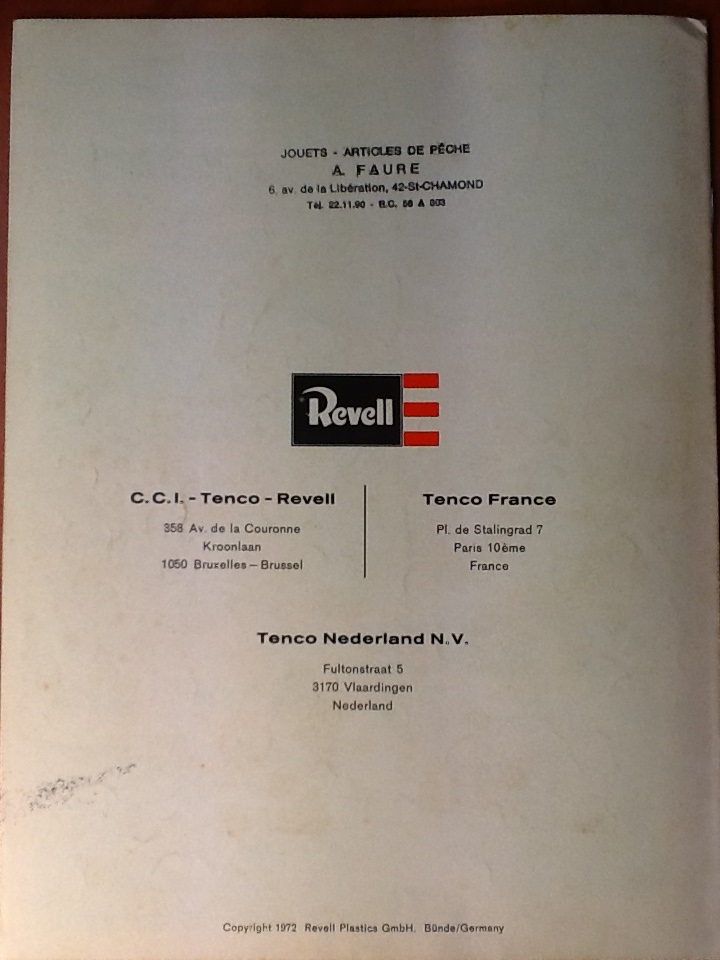 JOUETS - ARTICLES DE PÊCHE
A. FAURE
6, av. de la Libération, 42-St-CHAMOND
Tél. 22.11.90 - R.C. 56 A 803
Revell
C.C.I. - Tenco - Revell
358 Av. de la Couronne
Kroonlaan
1050 Bruxelles – Brussel
Tenco France
Pl. de Stalingrad 7
Paris 10ème
France
Tenco Nederland N.V.
Fultonstraat 5
3170 Vlaardingen
Nederland
Copyright 1972 Revell Plastics GmbH. Bünde/Germany